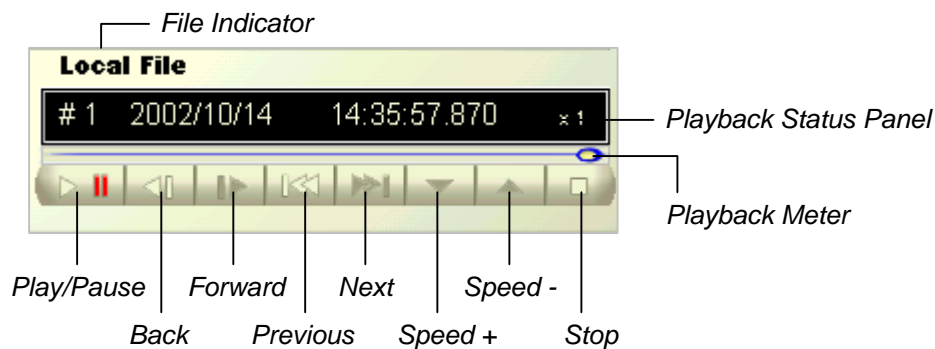 File Indicator
Local File
# 1 2002/10/14 14:35:57.870 x 1
Playback Status Panel
Playback Meter
Play/Pause Forward Next Speed -
Back Previous Speed + Stop